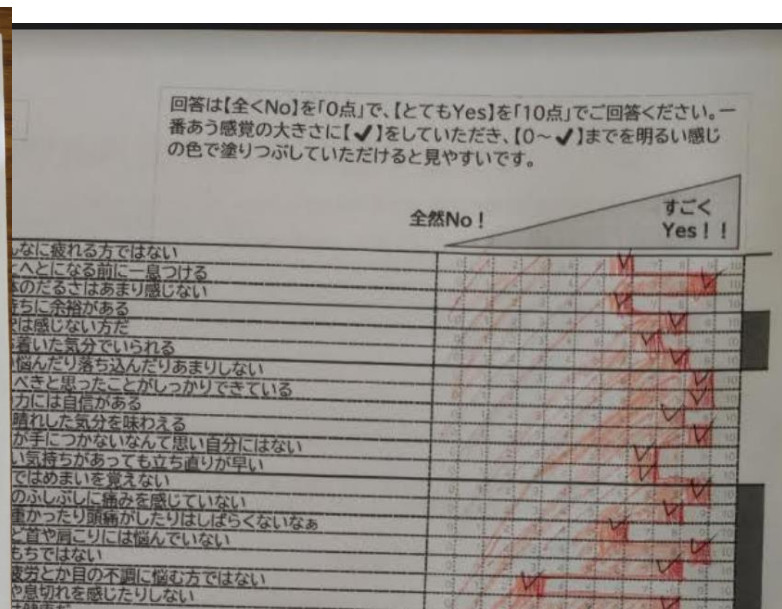 回答は【全くNo】を「0点」で、【とてもYes】を「10点」でご回答ください。一
番あう感覚の大きさに【✔】をしていただき、【0～✔】までを明るい感じ
の色で塗りつぶしていただけると見やすいです。
全然No！
すごく
Yes！！
なに疲れる方ではない
へとになる前に一息つける
のだるさはあまり感じない
ちに余裕がある
は感じない方だ
着いた気分でいられる
悩んだり落ち込んだりあまりしない
べきと思ったことがしっかりできている
力には自信がある
晴れした気分を味わえる
が手につかないなんて思い自分にはない
い気持ちがあっても立ち直りが早い
ではめまいを覚えない
のふしぶしに痛みを感じていない
重かったり頭痛がしたりはしばらくないなぁ
ど首や肩こりには悩んでいない
もちではない
疲労とか目の不調に悩む方ではない
や息切れを感じたりしない